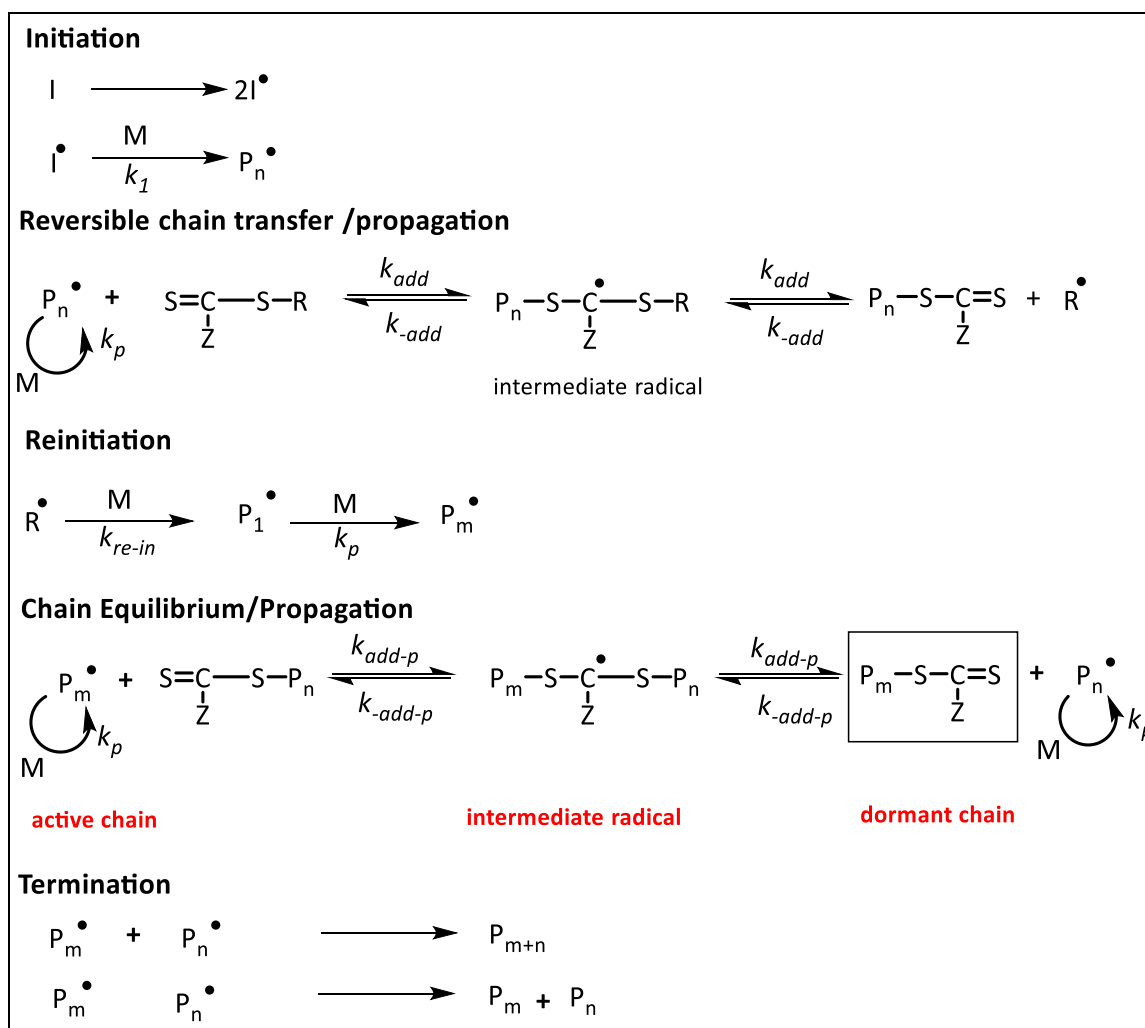 Initiation
I 2I•
M
I• Pn•
k1
Reversible chain transfer /propagation
kadd kadd
Pn• + S=C—S—R Pn—S—C•—S—R Pn—S—C=S + R•
k-add k-add
kp Z Z Z
M
intermediate radical
Reinitiation
M M
R• P1• Pm•
kre-in kp
Chain Equilibrium/Propagation
kadd-p kadd-p
Pm• + S=C—S—Pn Pm—S—C•—S—Pn Pm—S—C=S + Pn•
k-add-p k-add-p
kp Z Z Z kp
M M
active chain intermediate radical dormant chain
Termination
Pm• + Pn• Pm+n
Pm• Pn• Pm + Pn